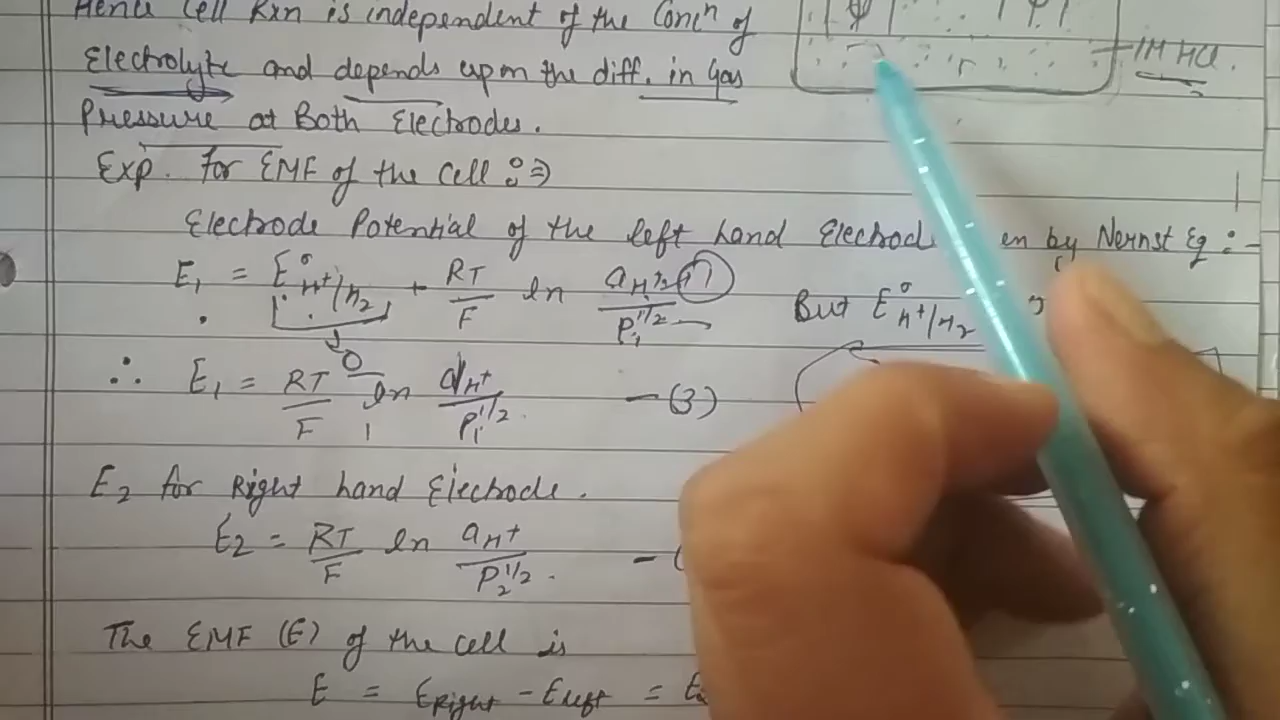 Hence Cell Rxn is independent of the Concⁿ of
Electrolyte and depends upon the diff. in gas
Pressure at Both Electrodes.
1M HCl.
Exp. for EMF of the cell :⇒
Electrode Potential of the left hand Electrod en by Nernst Eq :-
E₁ = E°H⁺/H₂ + RT/F ln aH⁺/P₁^1/2 But E°H⁺/H₂
0
∴ E₁ = RT/F ln aH⁺/P₁^1/2. —(3)
E₂ for Right hand Electrode.
E₂ = RT/F ln aH⁺/P₂^1/2. —(
The EMF (E) of the cell is
E = E Right - E left = E₂